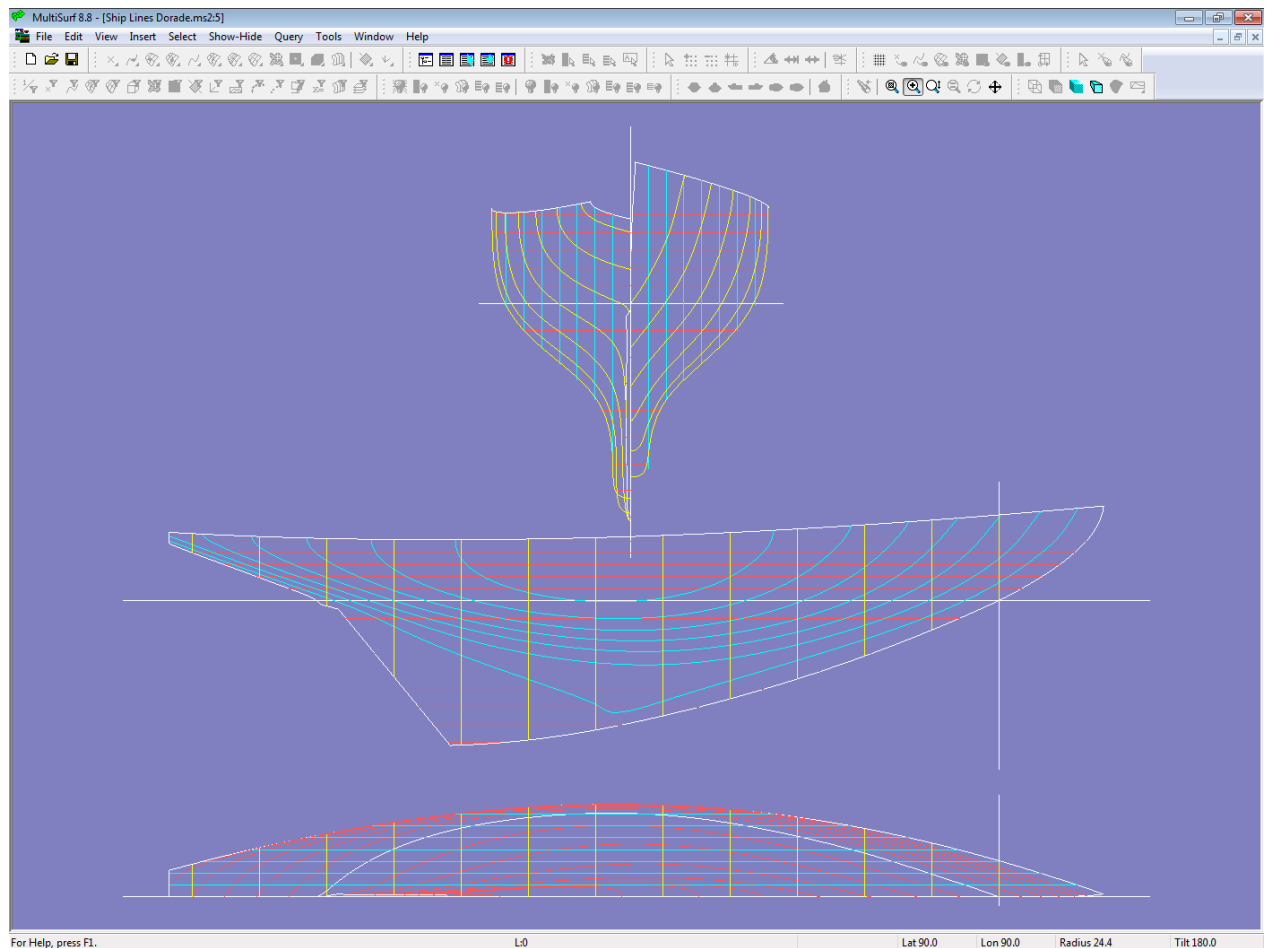 MultiSurf 8.8 - [Ship Lines Dorade.ms2:5]
File Edit View Insert Select Show-Hide Query Tools Window Help
For Help, press F1. L:0 Lat 90.0 Lon 90.0 Radius 24.4 Tilt 180.0